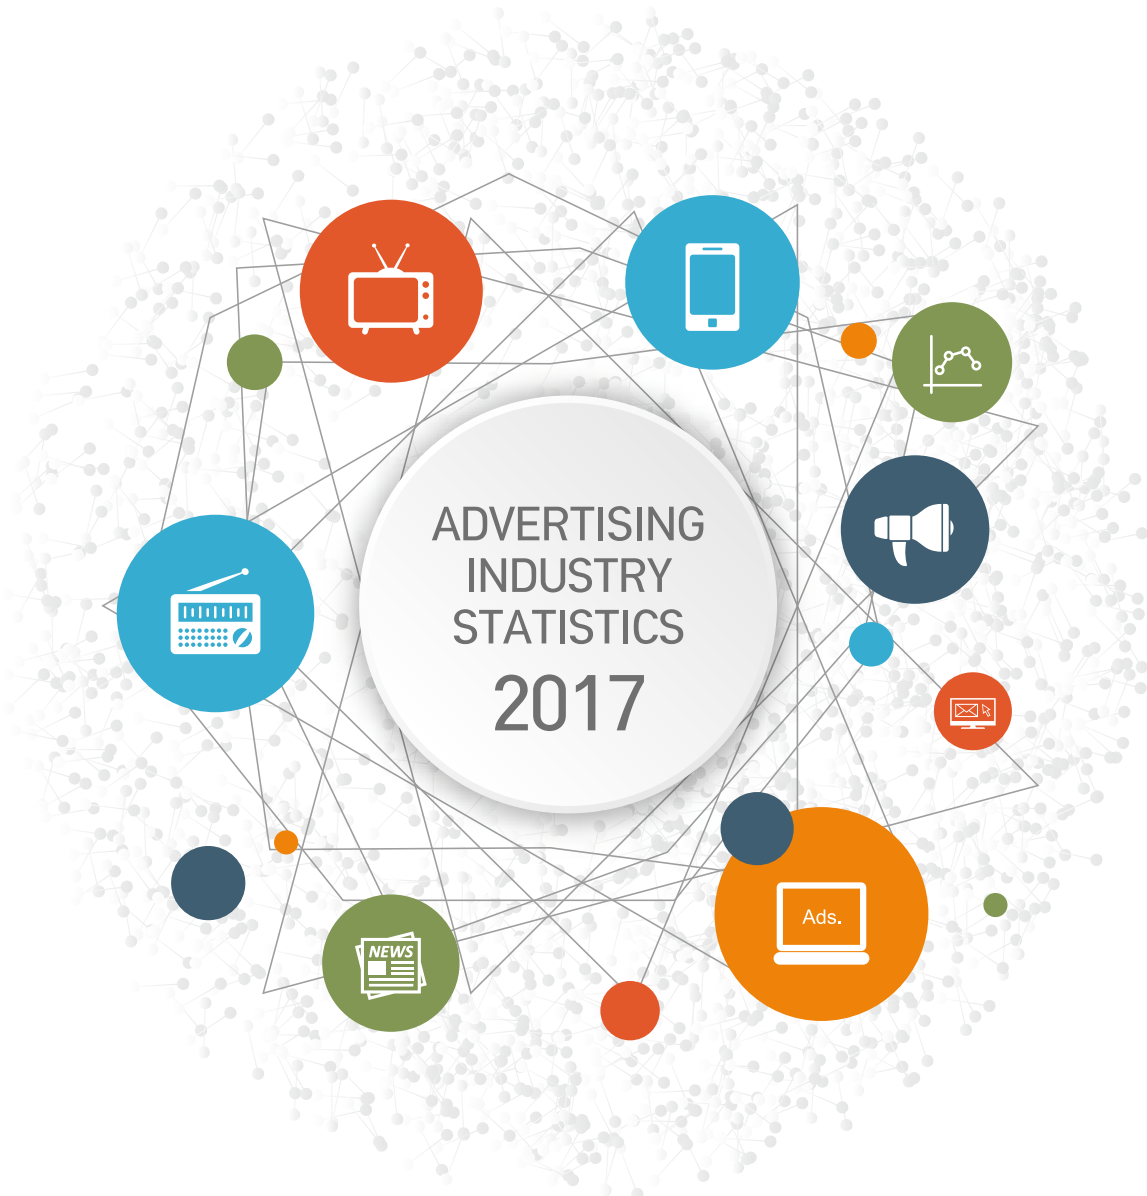 ADVERTISING
INDUSTRY
STATISTICS
2017
Ads.
NEWS